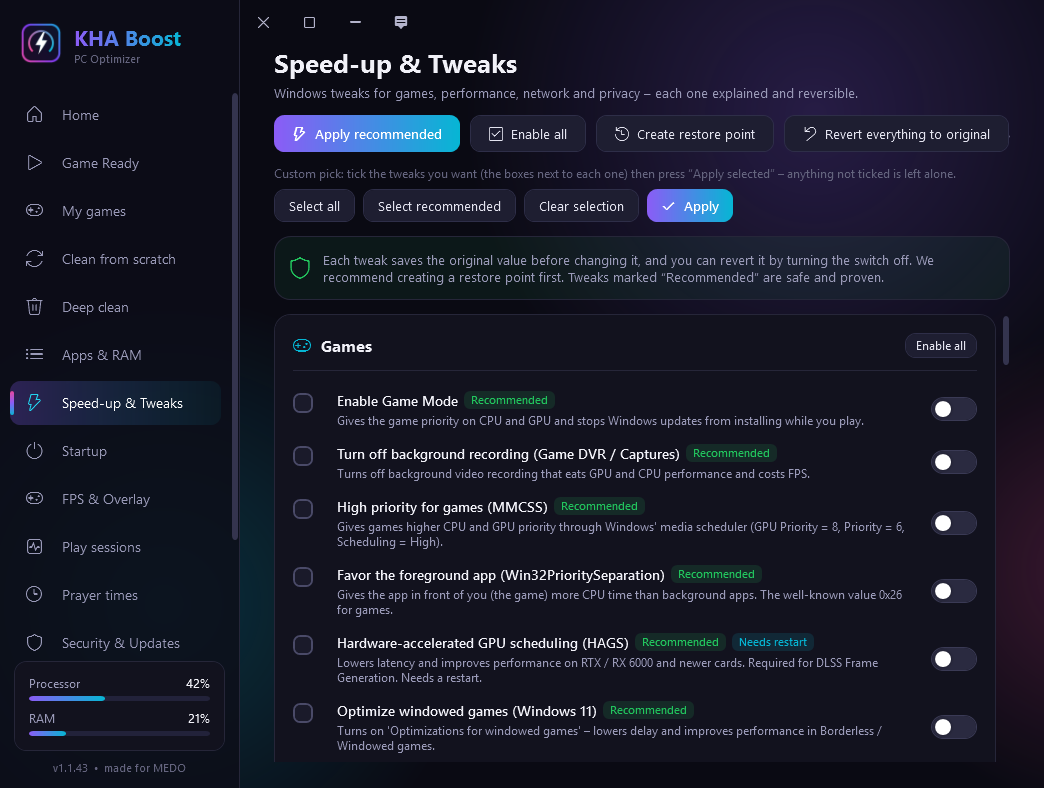 KHA Boost
PC Optimizer
Home
Game Ready
My games
Clean from scratch
Deep clean
Apps & RAM
Speed-up & Tweaks
Startup
FPS & Overlay
Play sessions
Prayer times
Security & Updates
Processor 42%
RAM 21%
v1.1.43 • made for MEDO
Speed-up & Tweaks
Windows tweaks for games, performance, network and privacy – each one explained and reversible.
Apply recommended
Enable all
Create restore point
Revert everything to original
Custom pick: tick the tweaks you want (the boxes next to each one) then press “Apply selected” – anything not ticked is left alone.
Select all
Select recommended
Clear selection
Apply
Each tweak saves the original value before changing it, and you can revert it by turning the switch off. We
recommend creating a restore point first. Tweaks marked “Recommended” are safe and proven.
Games
Enable all
Enable Game Mode Recommended
Gives the game priority on CPU and GPU and stops Windows updates from installing while you play.
Turn off background recording (Game DVR / Captures) Recommended
Turns off background video recording that eats GPU and CPU performance and costs FPS.
High priority for games (MMCSS) Recommended
Gives games higher CPU and GPU priority through Windows' media scheduler (GPU Priority = 8, Priority = 6,
Scheduling = High).
Favor the foreground app (Win32PrioritySeparation) Recommended
Gives the app in front of you (the game) more CPU time than background apps. The well-known value 0x26
for games.
Hardware-accelerated GPU scheduling (HAGS) Recommended Needs restart
Lowers latency and improves performance on RTX / RX 6000 and newer cards. Required for DLSS Frame
Generation. Needs a restart.
Optimize windowed games (Windows 11) Recommended
Turns on 'Optimizations for windowed games' – lowers delay and improves performance in Borderless /
Windowed games.